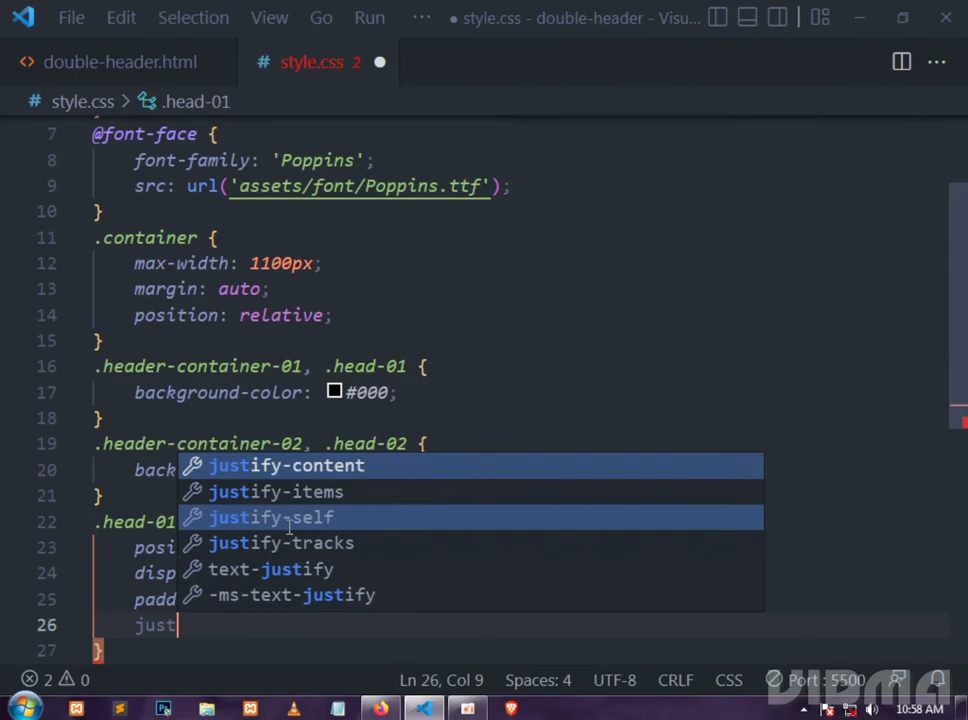 File Edit Selection View Go Run ··· ● style.css - double-header - Visu...
<> double-header.html # style.css 2 ●
# style.css > .head-01
7 @font-face {
8 font-family: 'Poppins';
9 src: url('assets/font/Poppins.ttf');
10 }
11 .container {
12 max-width: 1100px;
13 margin: auto;
14 position: relative;
15 }
16 .header-container-01, .head-01 {
17 background-color: #000;
18 }
19 .header-container-02, .head-02 {
justify-content
20 back
justify-items
21 }
22 .head-01
justify-self
23 posi
justify-tracks
24 disp
text-justify
25 padd
-ms-text-justify
26 just
27 }
2 0 Ln 26, Col 9 Spaces: 4 UTF-8 CRLF CSS Port : 5500
10:58 AM